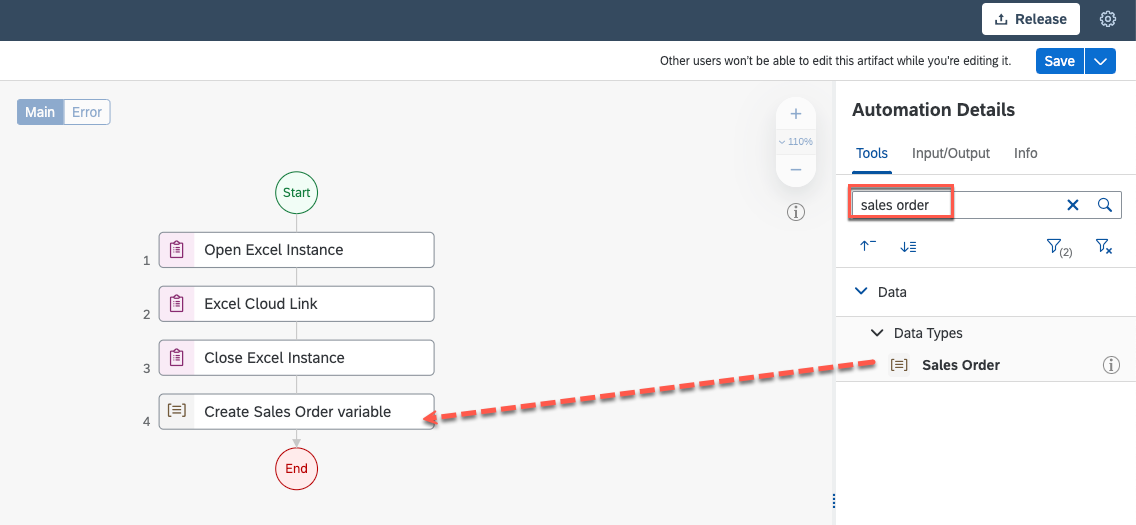 Release
Other users won't be able to edit this artifact while you're editing it.
Save
Main
Error
110%
Start
1
Open Excel Instance
2
Excel Cloud Link
3
Close Excel Instance
4
Create Sales Order variable
End
Automation Details
Tools
Input/Output
Info
sales order
(2)
Data
Data Types
Sales Order